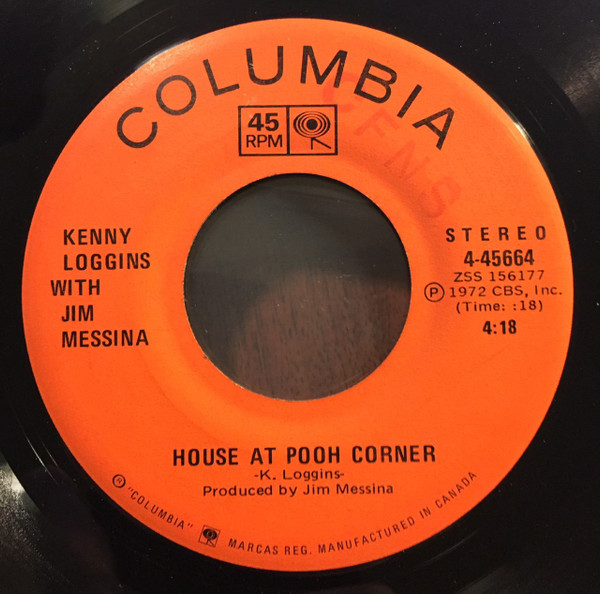 COLUMBIA
CFNS
45
RPM
KENNY
LOGGINS
WITH
JIM
MESSINA
STEREO
4-45664
ZSS 156177
Ⓟ 1972 CBS, Inc.
(Time: :18)
4:18
HOUSE AT POOH CORNER
-K. Loggins-
Produced by Jim Messina
® "COLUMBIA" MARCAS REG. MANUFACTURED IN CANADA